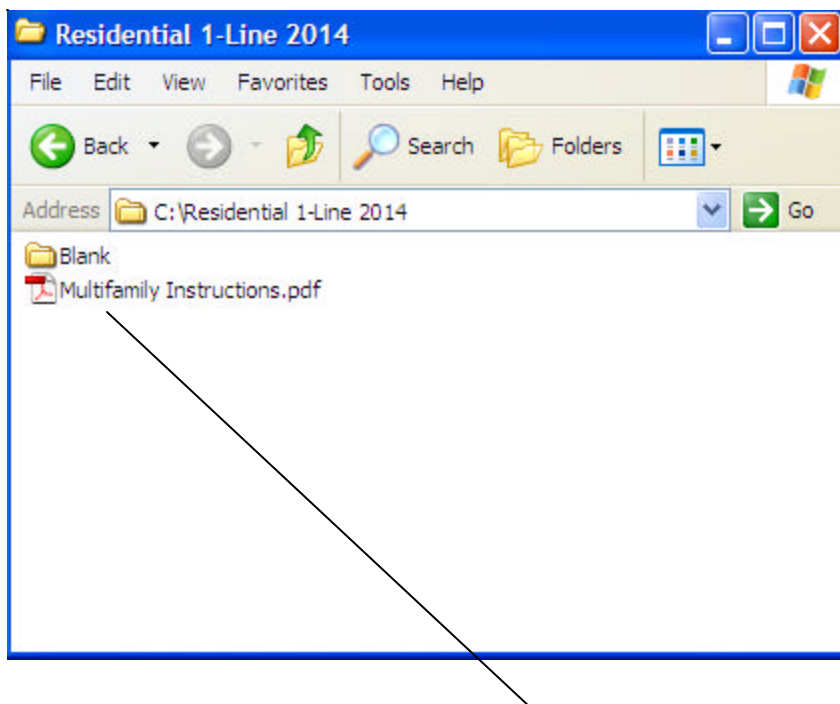 Residential 1-Line 2014
File Edit View Favorites Tools Help
Back Search Folders
Address C:\Residential 1-Line 2014 Go
Blank
Multifamily Instructions.pdf